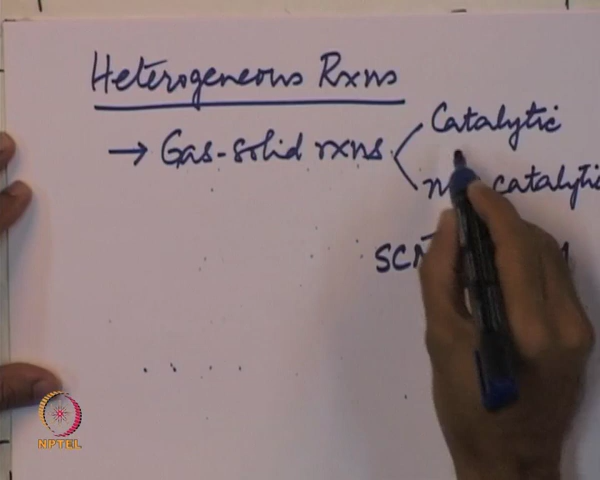 Heterogeneous Rxns
→ Gas-solid rxns
Catalytic
catalytic
NPTEL